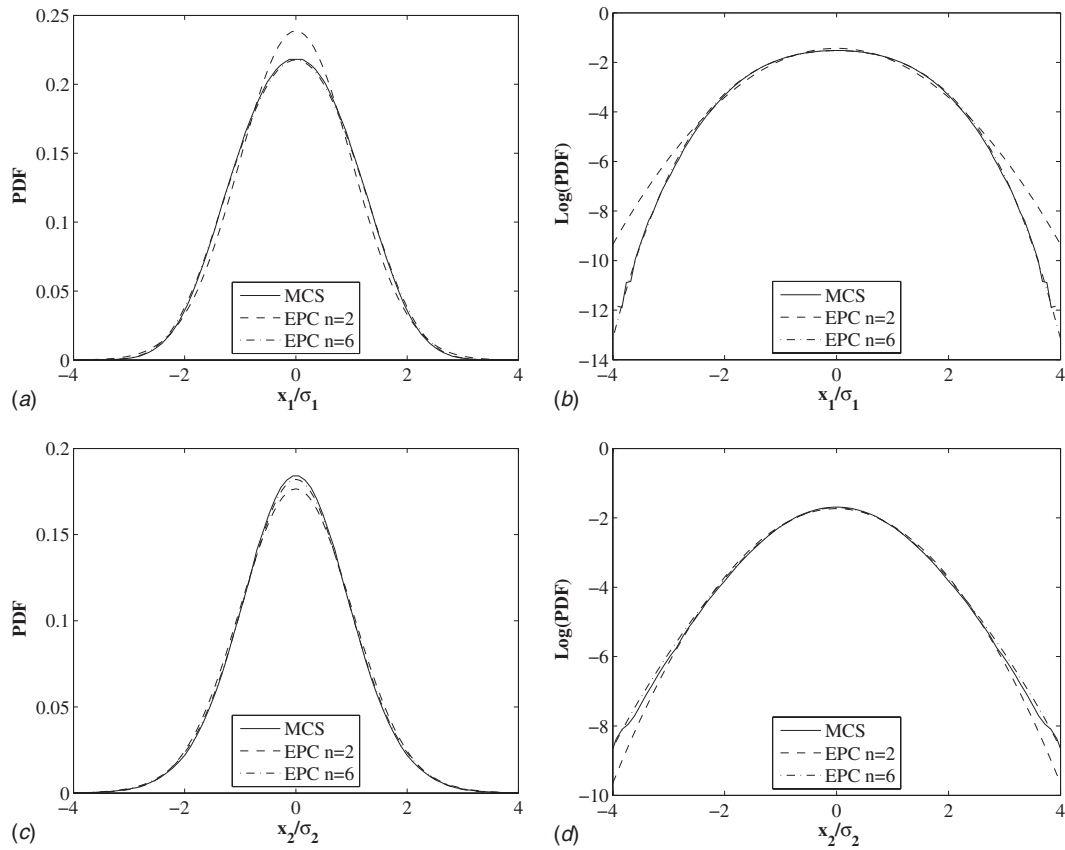 0.25
0.2
0.15
0.1
0.05
0
PDF
MCS
EPC n=2
EPC n=6
−4 −2 0 2 4
x1/σ1
(a)
0
−2
−4
−6
−8
−10
−12
−14
Log(PDF)
MCS
EPC n=2
EPC n=6
−4 −2 0 2 4
x1/σ1
(b)
0.2
0.15
0.1
0.05
0
PDF
MCS
EPC n=2
EPC n=6
−4 −2 0 2 4
x2/σ2
(c)
0
−2
−4
−6
−8
−10
Log(PDF)
MCS
EPC n=2
EPC n=6
−4 −2 0 2 4
x2/σ2
(d)